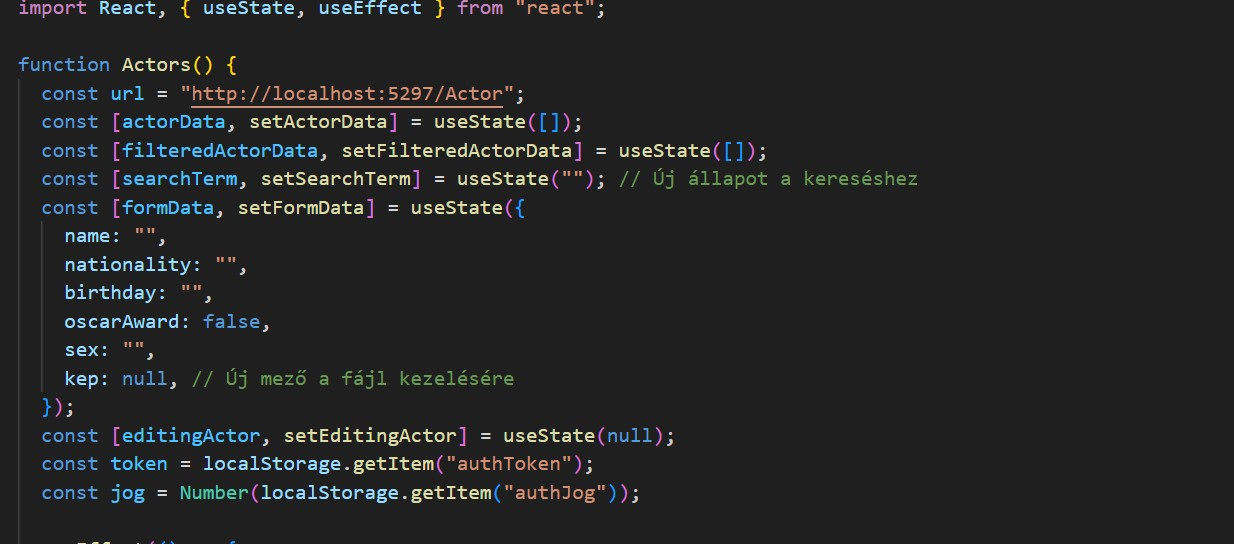 import React, { useState, useEffect } from "react";
function Actors() {
const url = "http://localhost:5297/Actor";
const [actorData, setActorData] = useState([]);
const [filteredActorData, setFilteredActorData] = useState([]);
const [searchTerm, setSearchTerm] = useState(""); // Új állapot a kereséshez
const [formData, setFormData] = useState({
name: "",
nationality: "",
birthday: "",
oscarAward: false,
sex: "",
kep: null, // Új mező a fájl kezelésére
});
const [editingActor, setEditingActor] = useState(null);
const token = localStorage.getItem("authToken");
const jog = Number(localStorage.getItem("authJog"));